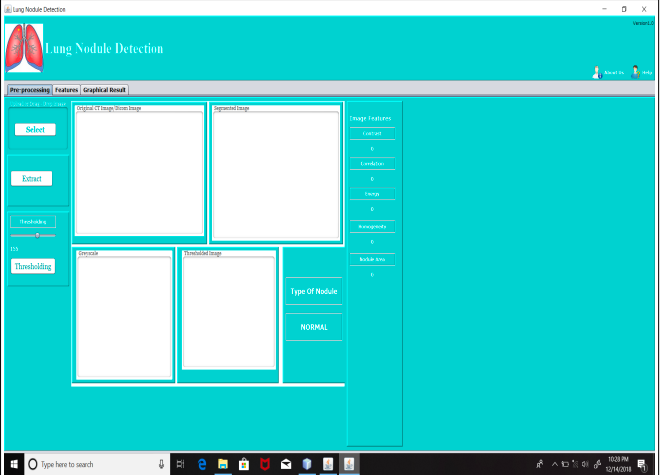 Lung Nodule Detection
Version1.0
Lung Nodule Detection
About Us
Help
Pre-processing
Features
Graphical Result
Select
Extract
Thresholding
155
Thresholding
Original CT Image/Dicom Image
Segmented Image
Greyscale
Thresholded Image
Type Of Nodule
NORMAL
Image Features
Contrast
0
Correlation
0
Energy
0
Homogeneity
0
Nodule Area
0
Type here to search
10:28 PM
12/14/2018